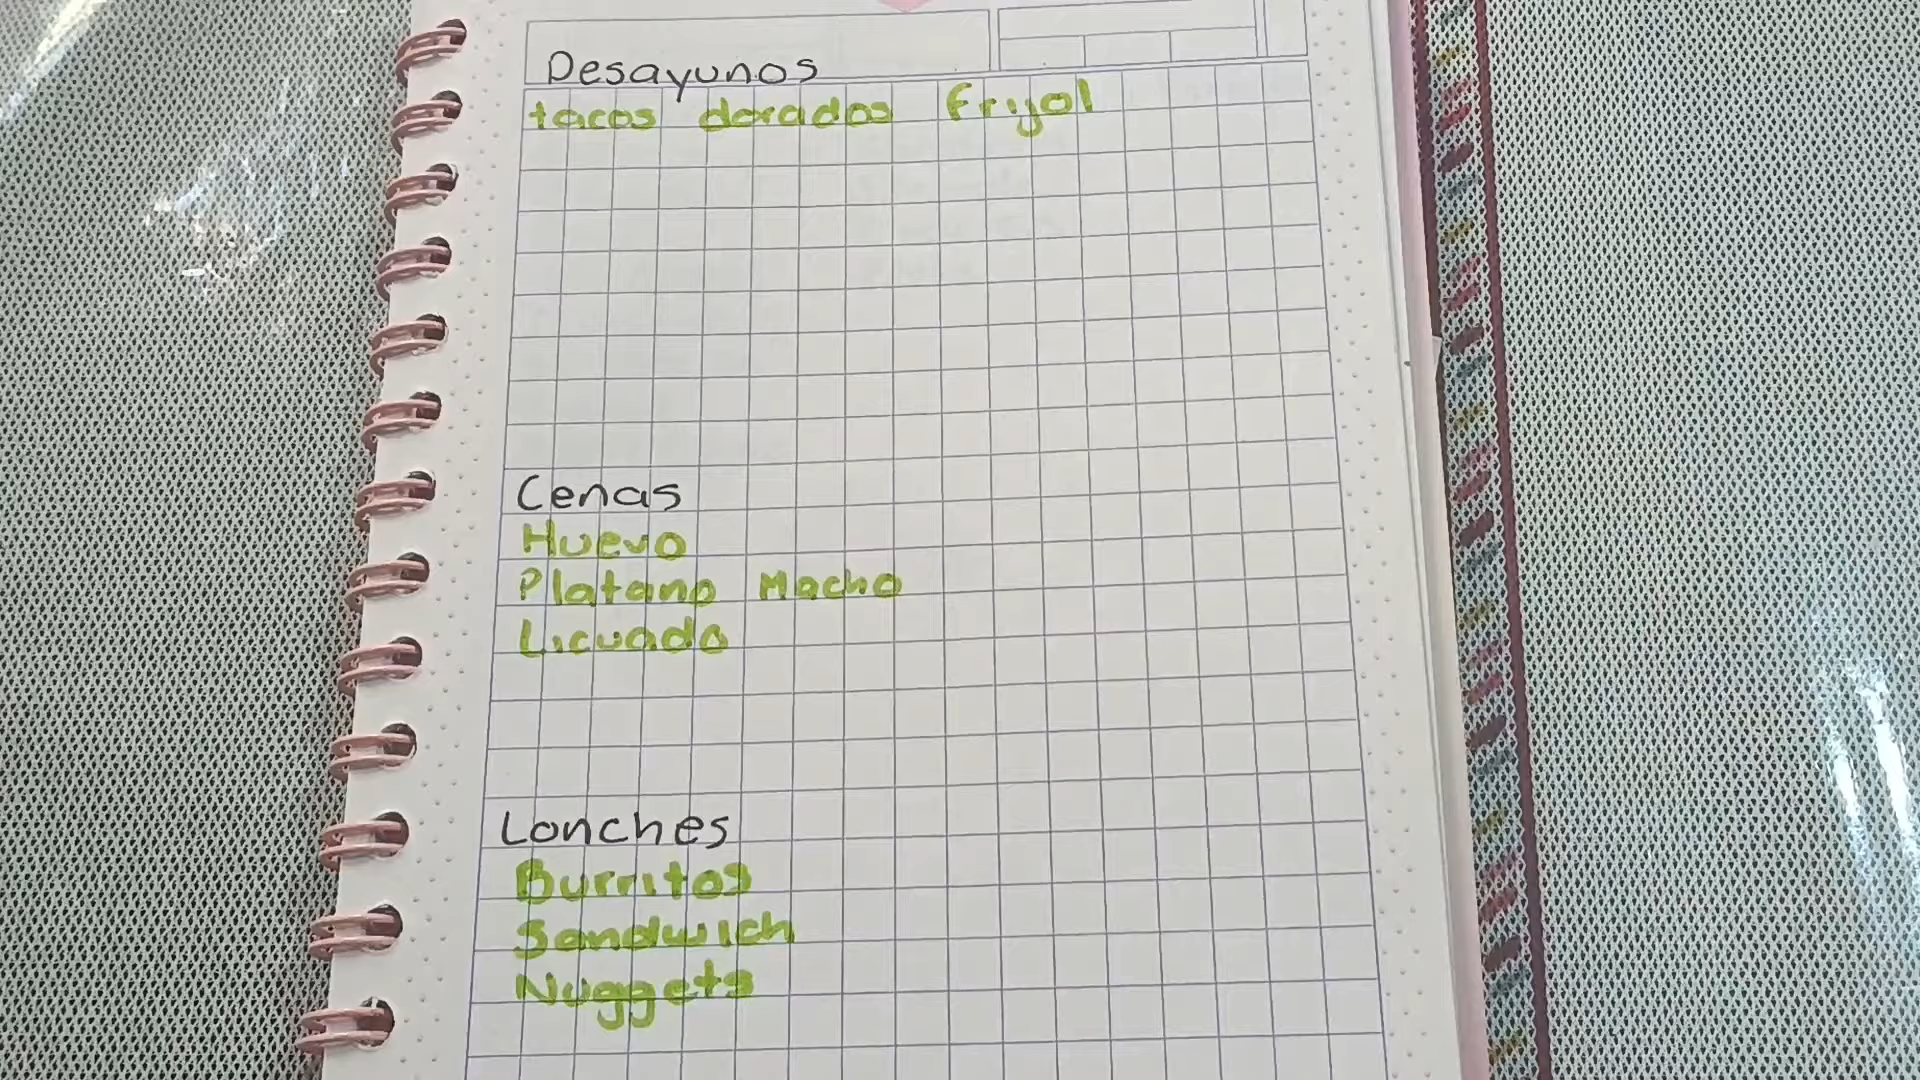 Desayunos
tacos dorados frijol
Cenas
Huevo
Platano Macho
Licuado
Lonches
Burritos
Sandwich
Nuggets